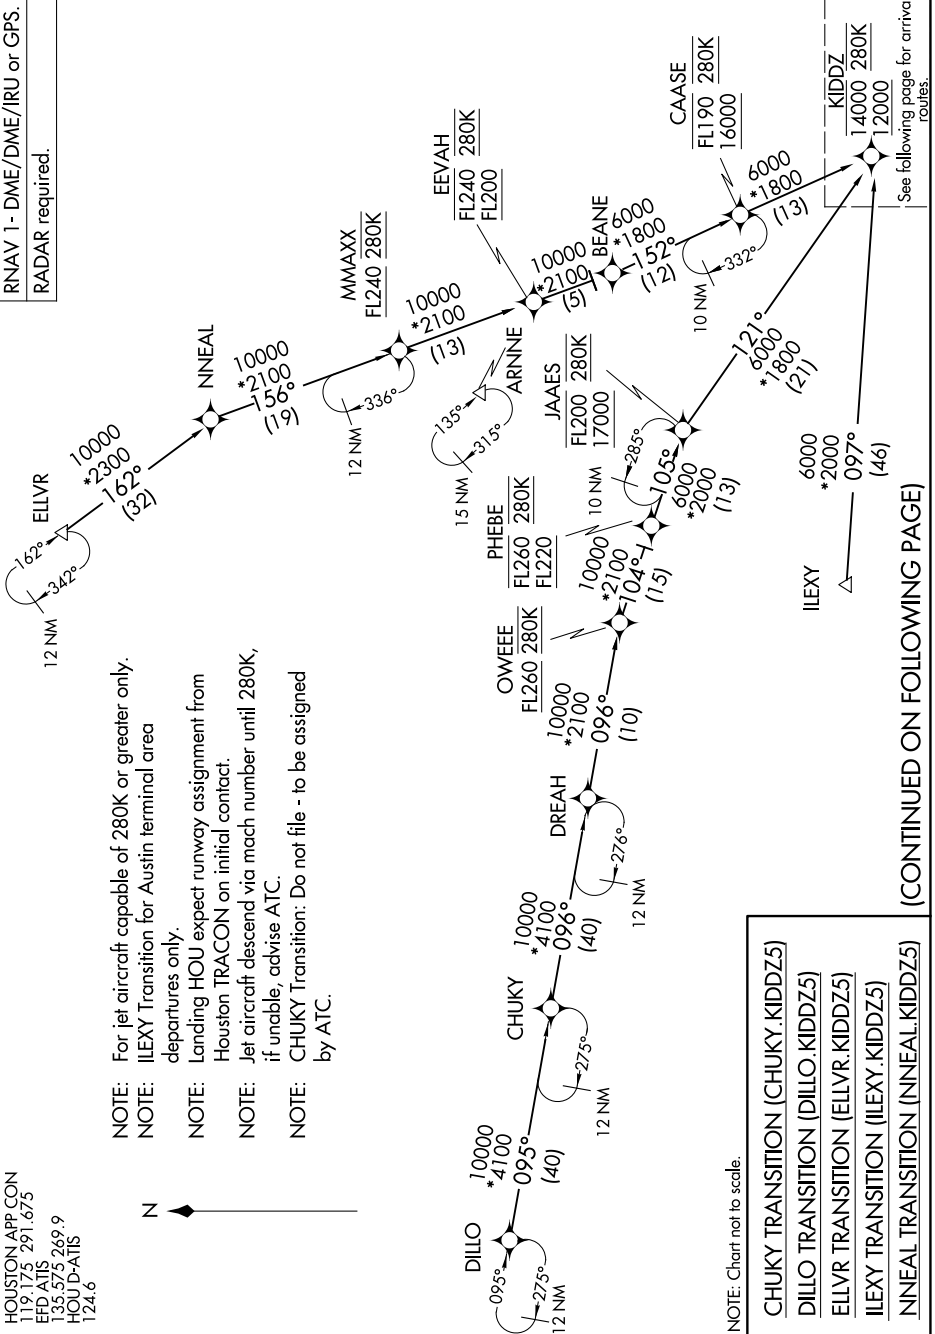 HOUSTON APP CON
119.175 291.675
EFD ATIS
135.575 269.9
HOU D-ATIS
124.6
RNAV 1 - DME/DME/IRU or GPS.
RADAR required.
NOTE: For jet aircraft capable of 280K or greater only.
NOTE: ILEXY Transition for Austin terminal area
departures only.
NOTE: Landing HOU expect runway assignment from
Houston TRACON on initial contact.
NOTE: Jet aircraft descend via mach number until 280K,
if unable, advise ATC.
NOTE: CHUKY Transition: Do not file - to be assigned
by ATC.
N
ELLVR
162°
342°
12 NM
10000
*2300
162°
(32)
NNEAL
10000
*2100
156°
(19)
MMAXX
FL240 280K
336°
12 NM
10000
*2100
(13)
EEVAH
FL240 280K
FL200
ARNNE
135°
315°
15 NM
10000
*2100
(5)
BEANE
6000
*1800
152°
(12)
CAASE
FL190 280K
16000
332°
10 NM
6000
*1800
(13)
KIDDZ
14000 280K
12000
See following page for arriva
routes.
DILLO
095°
275°
12 NM
10000
*4100
095°
(40)
CHUKY
275°
12 NM
10000
*4100
096°
(40)
DREAH
276°
12 NM
10000
*2100
096°
(10)
OWEEE
FL260 280K
10000
*2100
104°
(15)
PHEBE
FL260 280K
FL220
6000
*2000
105°
(13)
JAAES
FL200 280K
17000
285°
10 NM
121°
6000
*1800
(21)
ILEXY
6000
*2000
097°
(46)
(CONTINUED ON FOLLOWING PAGE)
NOTE: Chart not to scale.
CHUKY TRANSITION (CHUKY.KIDDZ5)
DILLO TRANSITION (DILLO.KIDDZ5)
ELLVR TRANSITION (ELLVR.KIDDZ5)
ILEXY TRANSITION (ILEXY.KIDDZ5)
NNEAL TRANSITION (NNEAL.KIDDZ5)